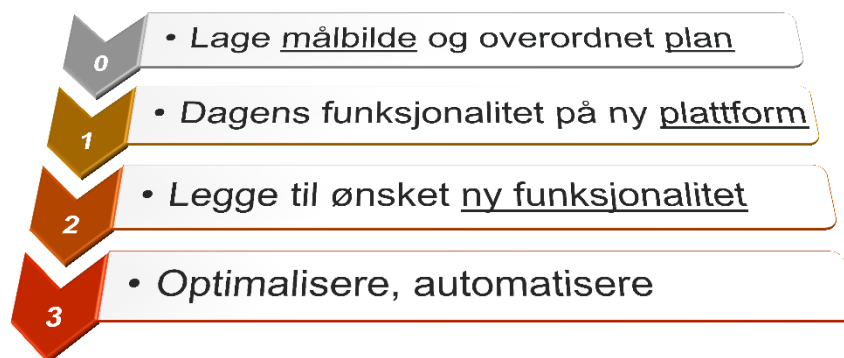 0
• Lage målbilde og overordnet plan
1
• Dagens funksjonalitet på ny plattform
2
• Legge til ønsket ny funksjonalitet
3
• Optimalisere, automatisere